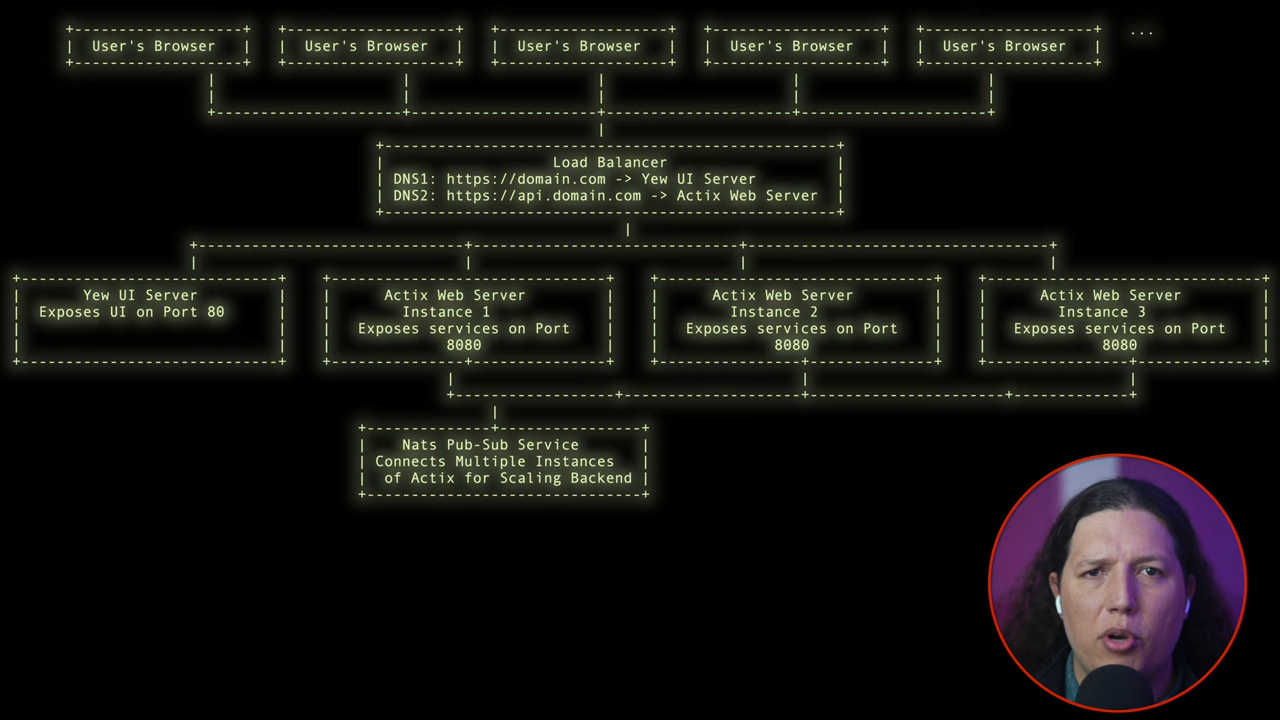 User's Browser User's Browser User's Browser User's Browser User's Browser ...
Load Balancer
DNS1: https://domain.com -> Yew UI Server
DNS2: https://api.domain.com -> Actix Web Server
Yew UI Server
Exposes UI on Port 80
Actix Web Server
Instance 1
Exposes services on Port
8080
Actix Web Server
Instance 2
Exposes services on Port
8080
Actix Web Server
Instance 3
Exposes services on Port
8080
Nats Pub-Sub Service
Connects Multiple Instances
of Actix for Scaling Backend